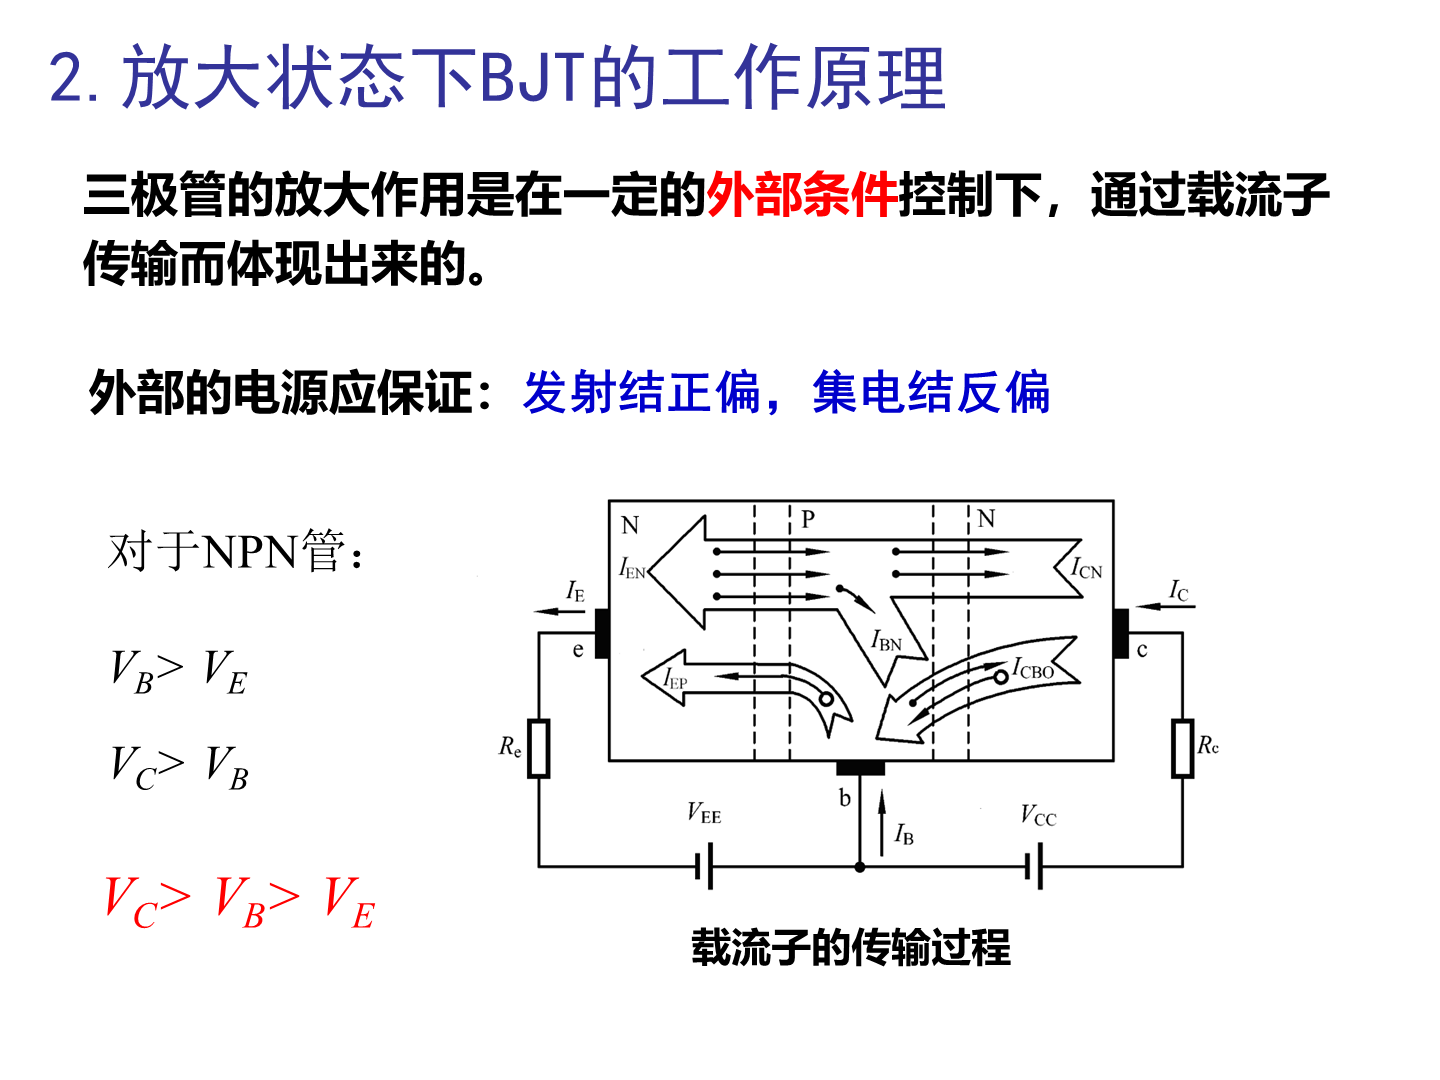 2.放大状态下BJT的工作原理
三极管的放大作用是在一定的外部条件控制下，通过载流子
传输而体现出来的。
外部的电源应保证：发射结正偏，集电结反偏
对于NPN管：
VB> VE
VC> VB
VC> VB> VE
N P N
IEN ICN
IE IC
IBN
e c
IEP ICBO
Re Rc
b
VEE VCC
IB
载流子的传输过程